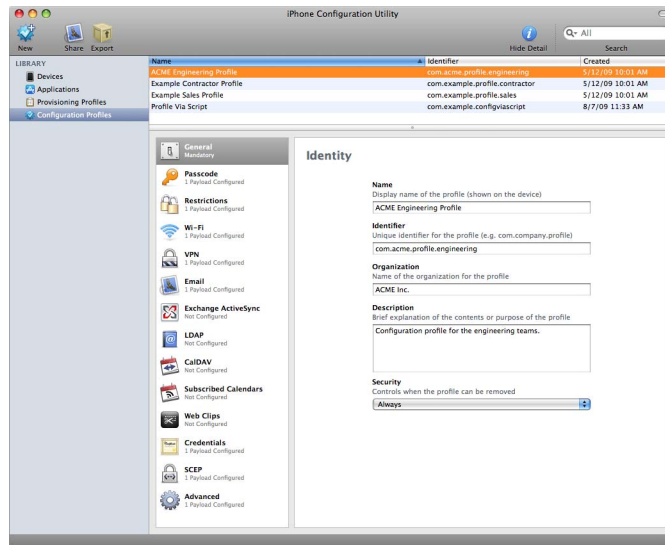 iPhone Configuration Utility
New
Share
Export
Hide Detail
All
Search
LIBRARY
Devices
Applications
Provisioning Profiles
Configuration Profiles
Name Identifier Created
ACME Engineering Profile com.acme.profile.engineering 5/12/09 10:01 AM
Example Contractor Profile com.example.profile.contractor 5/12/09 10:01 AM
Example Sales Profile com.example.profile.sales 5/12/09 10:01 AM
Profile Via Script com.example.configviascript 8/7/09 11:33 AM
General
Mandatory
Passcode
1 Payload Configured
Restrictions
1 Payload Configured
Wi-Fi
1 Payload Configured
VPN
1 Payload Configured
Email
1 Payload Configured
Exchange ActiveSync
Not Configured
LDAP
Not Configured
CalDAV
Not Configured
Subscribed Calendars
Not Configured
Web Clips
Not Configured
Credentials
1 Payload Configured
SCEP
1 Payload Configured
Advanced
1 Payload Configured
Identity
Name
Display name of the profile (shown on the device)
ACME Engineering Profile
Identifier
Unique identifier for the profile (e.g. com.company.profile)
com.acme.profile.engineering
Organization
Name of the organization for the profile
ACME Inc.
Description
Brief explanation of the contents or purpose of the profile
Configuration profile for the engineering teams.
Security
Controls when the profile can be removed
Always